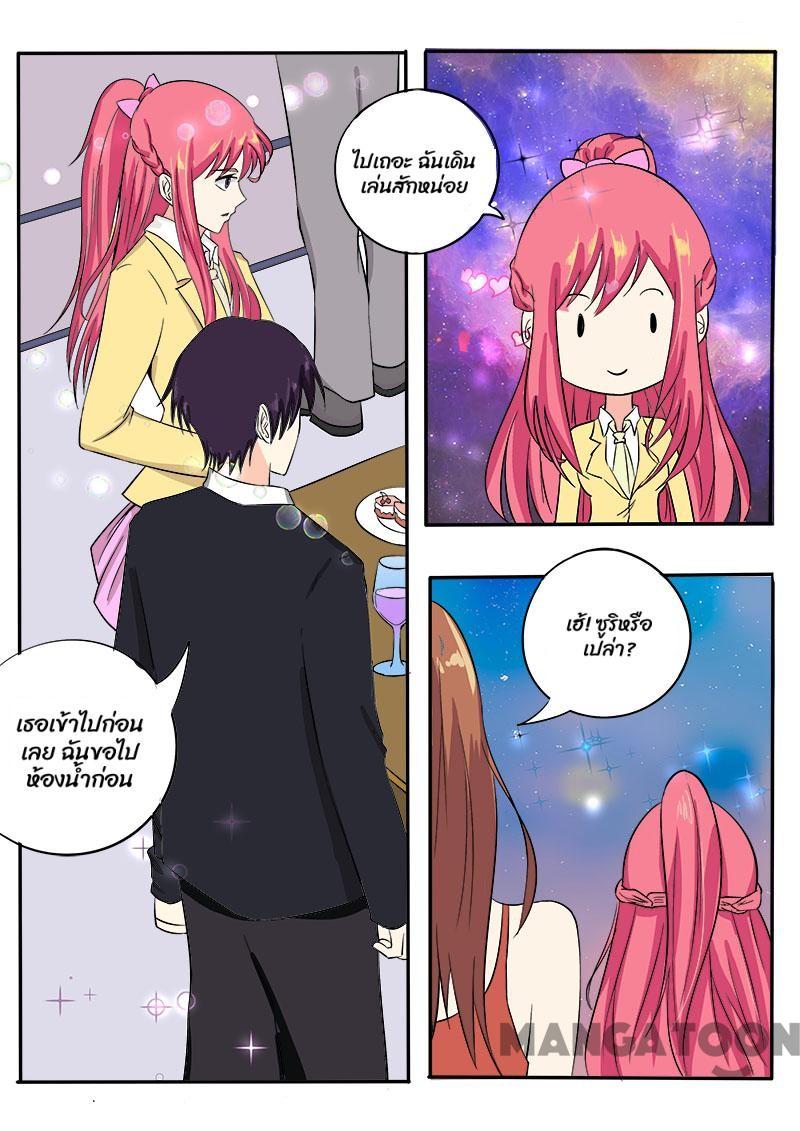 เธอเข้าไปก่อน
เลย ฉันขอไป
ห้องน้ำก่อน
ไปเถอะ ฉันเดิน
เล่นสักหน่อย
เฮ้! ซูริหรือ
เปล่า?
MANGATOON